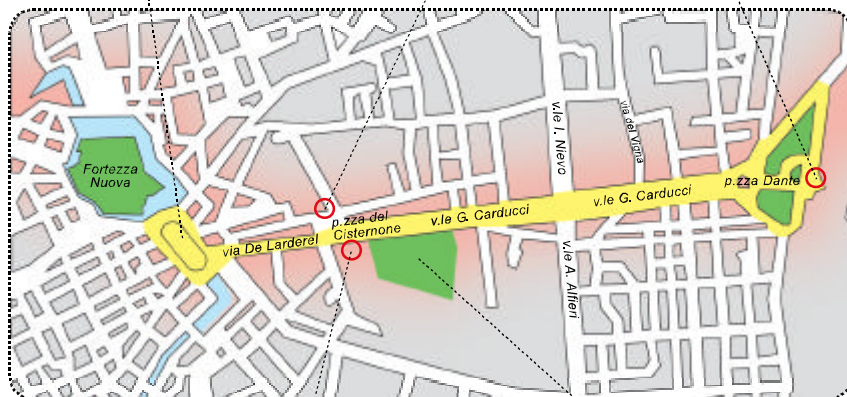 Fortezza
Nuova
via De Larderel
p.zza del
Cisternone
v.le G. Carducci
v.le I. Nievo
via del Vigna
v.le G. Carducci
v.le A. Alfieri
p.zza Dante